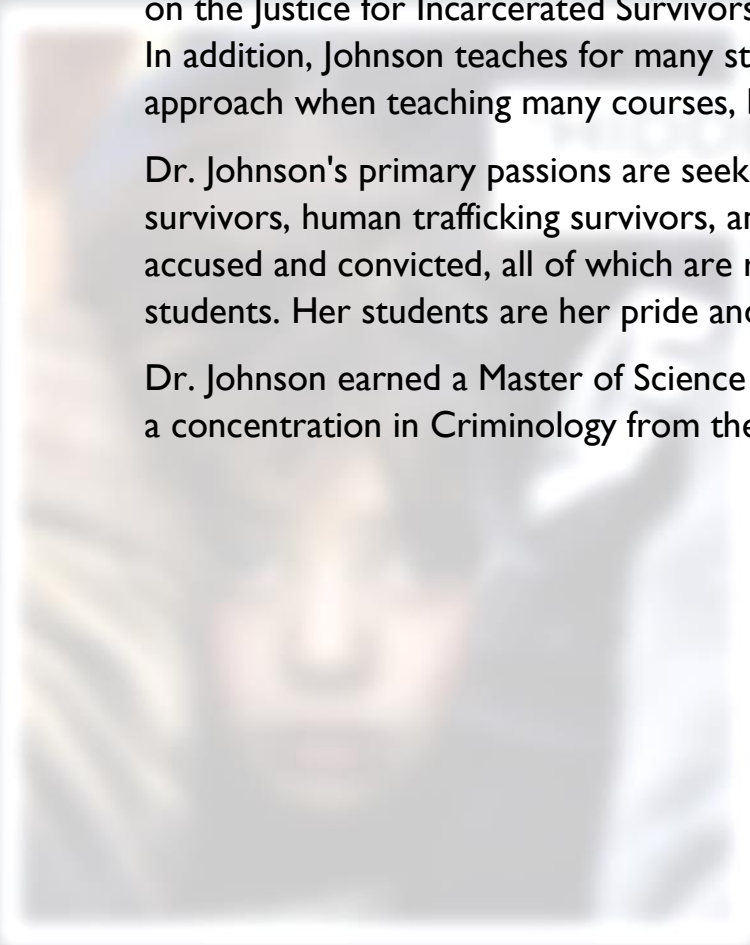 on the Justice for Incarcerated Survivors
In addition, Johnson teaches for many st
approach when teaching many courses,
Dr. Johnson's primary passions are seek
survivors, human trafficking survivors, a
accused and convicted, all of which are
students. Her students are her pride and
Dr. Johnson earned a Master of Science
a concentration in Criminology from the